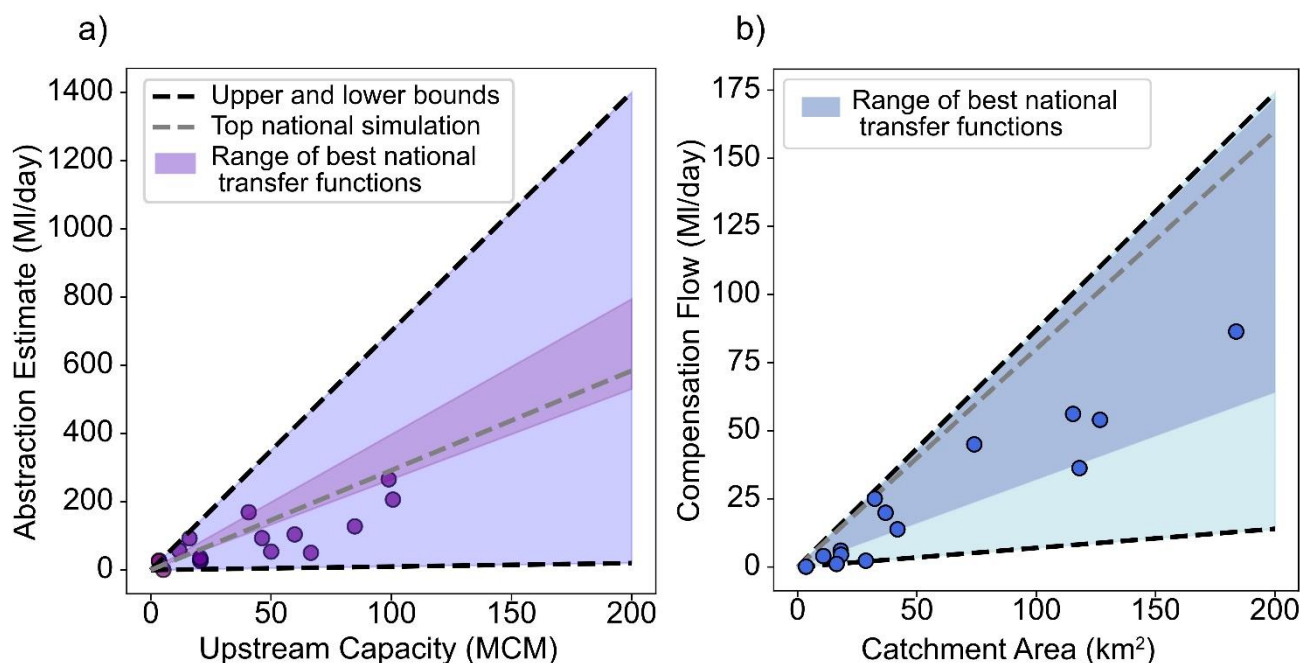 a)
Abstraction Estimate (Ml/day)
1400
1200
1000
800
600
400
200
0
Upper and lower bounds
Top national simulation
Range of best national
transfer functions
0 50 100 150 200
Upstream Capacity (MCM)
b)
Compensation Flow (Ml/day)
175
150
125
100
75
50
25
0
Range of best national
transfer functions
0 50 100 150 200
Catchment Area (km²)